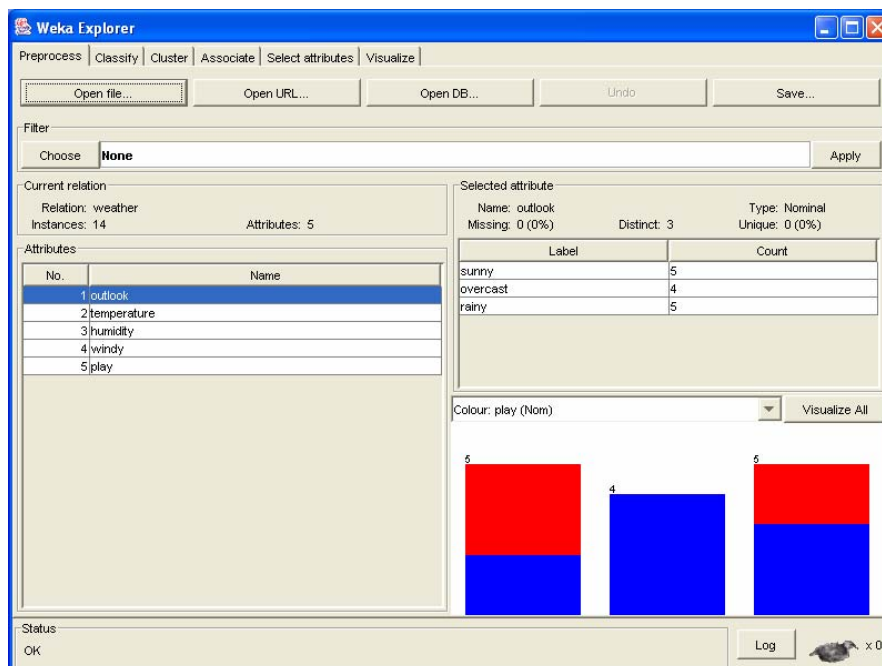 Weka Explorer
Preprocess Classify Cluster Associate Select attributes Visualize
Open file... Open URL... Open DB... Undo Save...
Filter
Choose None Apply
Current relation
Relation: weather
Instances: 14 Attributes: 5
Attributes
No. Name
1 outlook
2 temperature
3 humidity
4 windy
5 play
Selected attribute
Name: outlook Type: Nominal
Missing: 0 (0%) Distinct: 3 Unique: 0 (0%)
Label Count
sunny 5
overcast 4
rainy 5
Colour: play (Nom) Visualize All
5 4 5
Status
OK
Log x 0